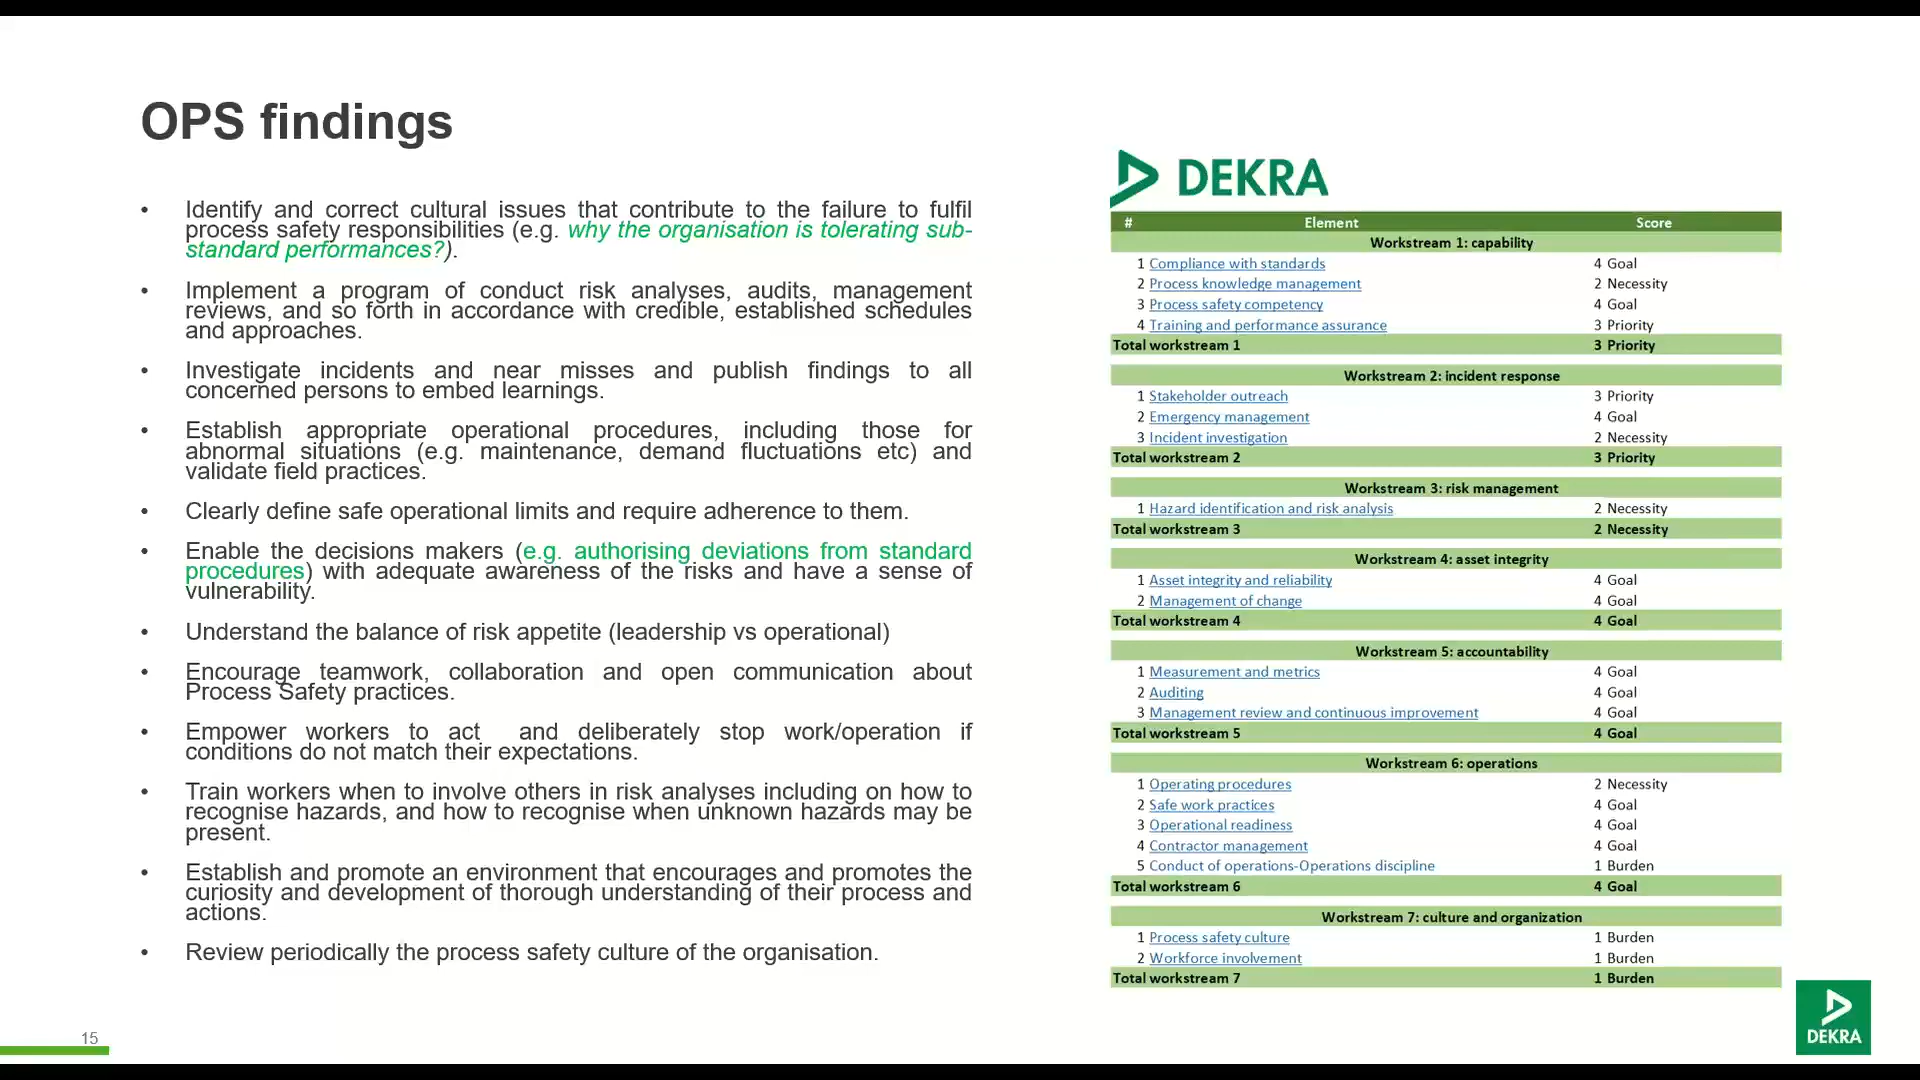 OPS findings
• Identify and correct cultural issues that contribute to the failure to fulfil
process safety responsibilities (e.g. why the organisation is tolerating sub-
standard performances?).
• Implement a program of conduct risk analyses, audits, management
reviews, and so forth in accordance with credible, established schedules
and approaches.
• Investigate incidents and near misses and publish findings to all
concerned persons to embed learnings.
• Establish appropriate operational procedures, including those for
abnormal situations (e.g. maintenance, demand fluctuations etc) and
validate field practices.
• Clearly define safe operational limits and require adherence to them.
• Enable the decisions makers (e.g. authorising deviations from standard
procedures) with adequate awareness of the risks and have a sense of
vulnerability.
• Understand the balance of risk appetite (leadership vs operational)
• Encourage teamwork, collaboration and open communication about
Process Safety practices.
• Empower workers to act and deliberately stop work/operation if
conditions do not match their expectations.
• Train workers when to involve others in risk analyses including on how to
recognise hazards, and how to recognise when unknown hazards may be
present.
• Establish and promote an environment that encourages and promotes the
curiosity and development of thorough understanding of their process and
actions.
• Review periodically the process safety culture of the organisation.
DEKRA
# Element Score
Workstream 1: capability
1 Compliance with standards 4 Goal
2 Process knowledge management 2 Necessity
3 Process safety competency 4 Goal
4 Training and performance assurance 3 Priority
Total workstream 1 3 Priority
Workstream 2: incident response
1 Stakeholder outreach 3 Priority
2 Emergency management 4 Goal
3 Incident investigation 2 Necessity
Total workstream 2 3 Priority
Workstream 3: risk management
1 Hazard identification and risk analysis 2 Necessity
Total workstream 3 2 Necessity
Workstream 4: asset integrity
1 Asset integrity and reliability 4 Goal
2 Management of change 4 Goal
Total workstream 4 4 Goal
Workstream 5: accountability
1 Measurement and metrics 4 Goal
2 Auditing 4 Goal
3 Management review and continuous improvement 4 Goal
Total workstream 5 4 Goal
Workstream 6: operations
1 Operating procedures 2 Necessity
2 Safe work practices 4 Goal
3 Operational readiness 4 Goal
4 Contractor management 4 Goal
5 Conduct of operations-Operations discipline 1 Burden
Total workstream 6 4 Goal
Workstream 7: culture and organization
1 Process safety culture 1 Burden
2 Workforce involvement 1 Burden
Total workstream 7 1 Burden
15
DEKRA